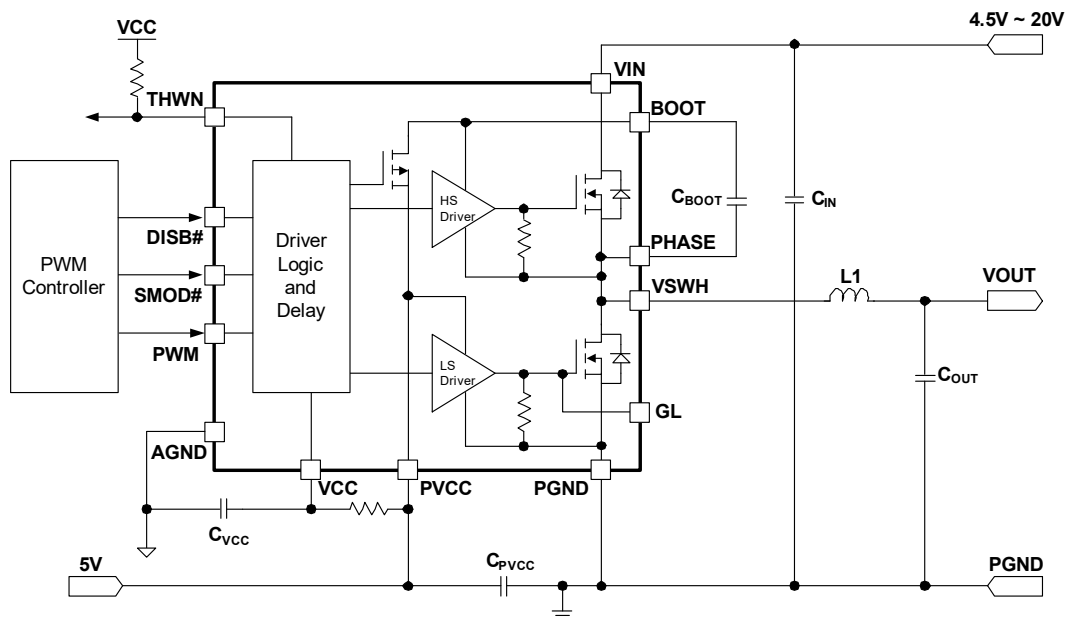 VCC
4.5V ~ 20V
THWN
VIN
BOOT
HS
Driver
CBOOT
CIN
DISB#
PWM
Controller
SMOD#
PWM
Driver
Logic
and
Delay
PHASE
VSWH
L1
VOUT
LS
Driver
COUT
GL
AGND
VCC
PVCC
PGND
CVCC
5V
CPVCC
PGND